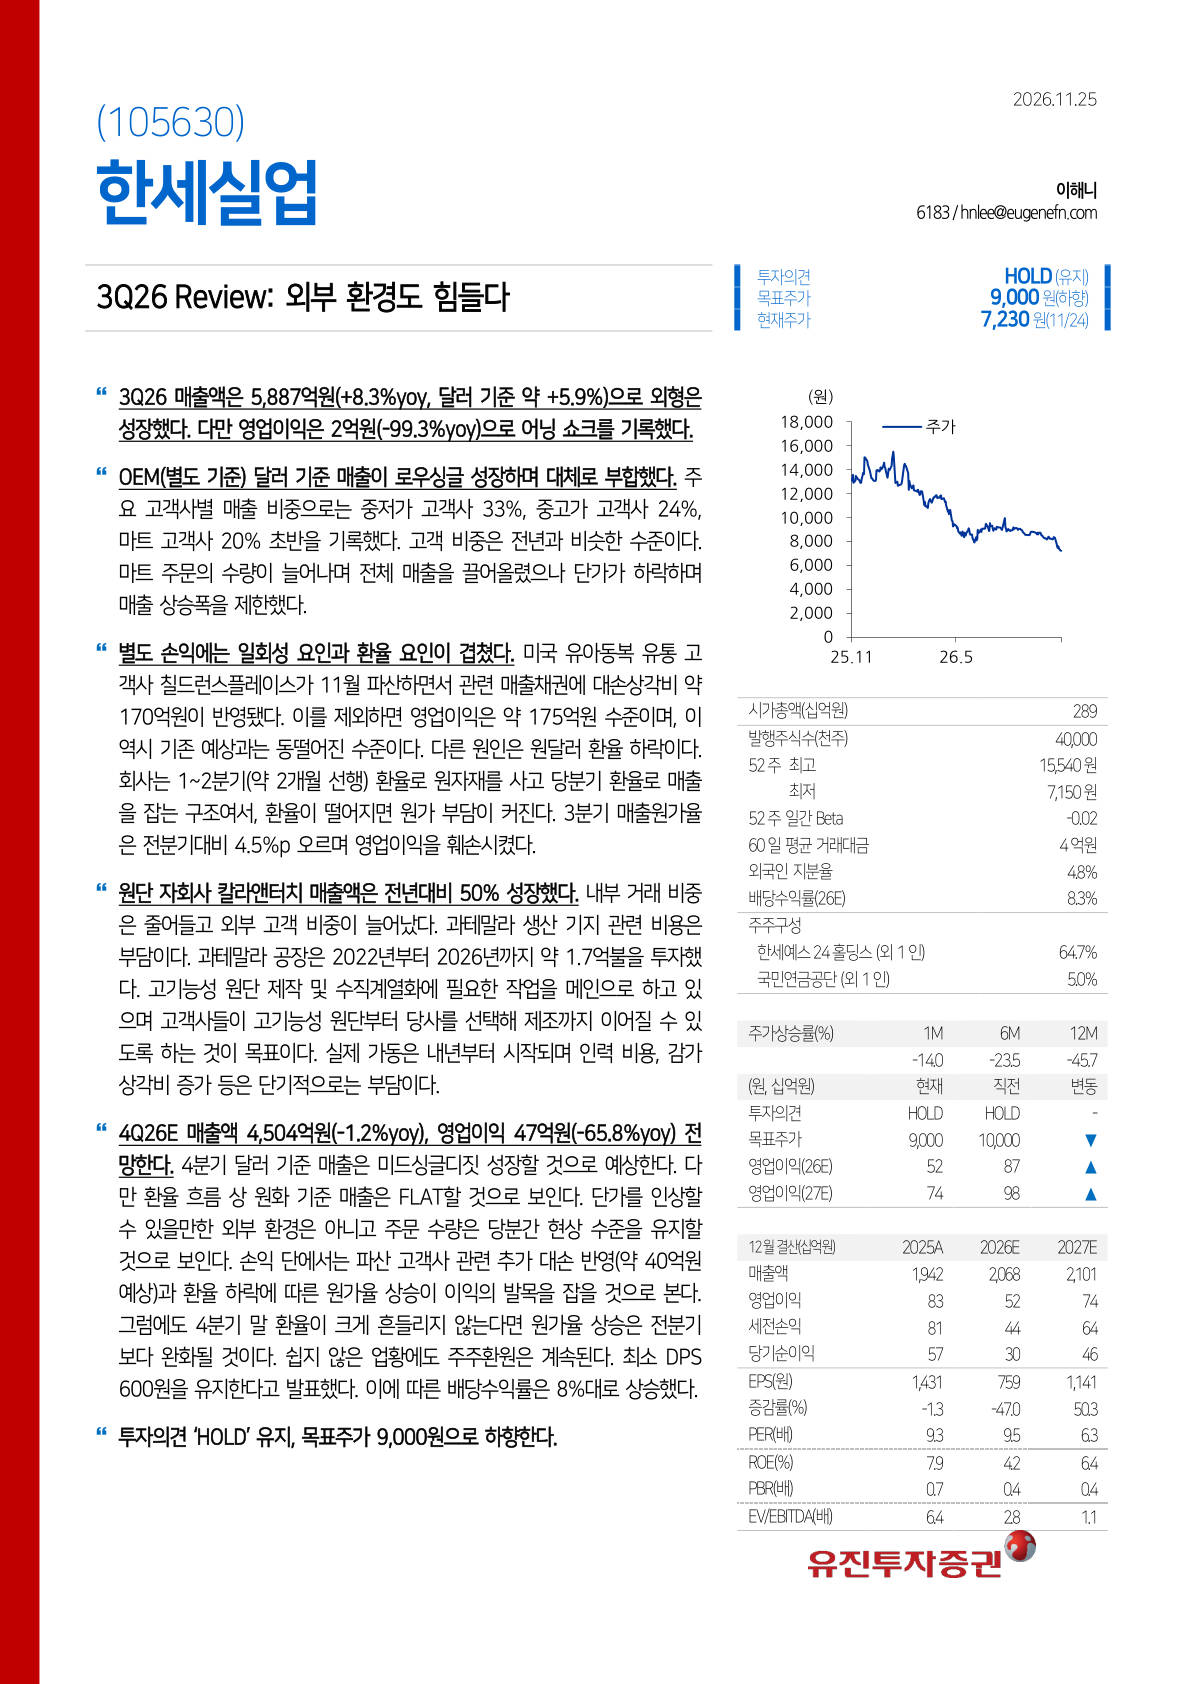 2026.11.25
(105630)
한세실업
이해니
6183 / hnlee@eugenefn.com
3Q26 Review: 외부 환경도 힘들다
투자의견 HOLD (유지)
목표주가 9,000 원(하향)
현재주가 7,230 원(11/24)
“ 3Q26 매출액은 5,887억원(+8.3%yoy, 달러 기준 약 +5.9%)으로 외형은
성장했다. 다만 영업이익은 2억원(-99.3%yoy)으로 어닝 쇼크를 기록했다.
“ OEM(별도 기준) 달러 기준 매출이 로우싱글 성장하며 대체로 부합했다. 주
요 고객사별 매출 비중으로는 중저가 고객사 33%, 중고가 고객사 24%,
마트 고객사 20% 초반을 기록했다. 고객 비중은 전년과 비슷한 수준이다.
마트 주문의 수량이 늘어나며 전체 매출을 끌어올렸으나 단가가 하락하며
매출 상승폭을 제한했다.
“ 별도 손익에는 일회성 요인과 환율 요인이 겹쳤다. 미국 유아동복 유통 고
객사 칠드런스플레이스가 11월 파산하면서 관련 매출채권에 대손상각비 약
170억원이 반영됐다. 이를 제외하면 영업이익은 약 175억원 수준이며, 이
역시 기존 예상과는 동떨어진 수준이다. 다른 원인은 원달러 환율 하락이다.
회사는 1~2분기(약 2개월 선행) 환율로 원자재를 사고 당분기 환율로 매출
을 잡는 구조여서, 환율이 떨어지면 원가 부담이 커진다. 3분기 매출원가율
은 전분기대비 4.5%p 오르며 영업이익을 훼손시켰다.
“ 원단 자회사 칼라앤터치 매출액은 전년대비 50% 성장했다. 내부 거래 비중
은 줄어들고 외부 고객 비중이 늘어났다. 과테말라 생산 기지 관련 비용은
부담이다. 과테말라 공장은 2022년부터 2026년까지 약 1.7억불을 투자했
다. 고기능성 원단 제작 및 수직계열화에 필요한 작업을 메인으로 하고 있
으며 고객사들이 고기능성 원단부터 당사를 선택해 제조까지 이어질 수 있
도록 하는 것이 목표이다. 실제 가동은 내년부터 시작되며 인력 비용, 감가
상각비 증가 등은 단기적으로는 부담이다.
“ 4Q26E 매출액 4,504억원(-1.2%yoy), 영업이익 47억원(-65.8%yoy) 전
망한다. 4분기 달러 기준 매출은 미드싱글디짓 성장할 것으로 예상한다. 다
만 환율 흐름 상 원화 기준 매출은 FLAT할 것으로 보인다. 단가를 인상할
수 있을만한 외부 환경은 아니고 주문 수량은 당분간 현상 수준을 유지할
것으로 보인다. 손익 단에서는 파산 고객사 관련 추가 대손 반영(약 40억원
예상)과 환율 하락에 따른 원가율 상승이 이익의 발목을 잡을 것으로 본다.
그럼에도 4분기 말 환율이 크게 흔들리지 않는다면 원가율 상승은 전분기
보다 완화될 것이다. 쉽지 않은 업황에도 주주환원은 계속된다. 최소 DPS
600원을 유지한다고 발표했다. 이에 따른 배당수익률은 8%대로 상승했다.
“ 투자의견 ‘HOLD’ 유지, 목표주가 9,000원으로 하향한다.
(원)
주가
18,000
16,000
14,000
12,000
10,000
8,000
6,000
4,000
2,000
0
25.11 26.5
시가총액(십억원) 289
발행주식수(천주) 40,000
52주 최고 15,540 원
최저 7,150 원
52주 일간 Beta -0.02
60일 평균 거래대금 4 억원
외국인 지분율 4.8%
배당수익률(26E) 8.3%
주주구성
한세예스 24 홀딩스 (외 1 인) 64.7%
국민연금공단 (외 1 인) 5.0%
주가상승률(%) 1M 6M 12M
-14.0 -23.5 -45.7
(원, 십억원) 현재 직전 변동
투자의견 HOLD HOLD -
목표주가 9,000 10,000 ▼
영업이익(26E) 52 87 ▲
영업이익(27E) 74 98 ▲
12월 결산(십억원) 2025A 2026E 2027E
매출액 1,942 2,068 2,101
영업이익 83 52 74
세전손익 81 44 64
당기순이익 57 30 46
EPS(원) 1,431 759 1,141
증감률(%) -1.3 -47.0 50.3
PER(배) 9.3 9.5 6.3
ROE(%) 7.9 4.2 6.4
PBR(배) 0.7 0.4 0.4
EV/EBITDA(배) 6.4 2.8 1.1
유진투자증권